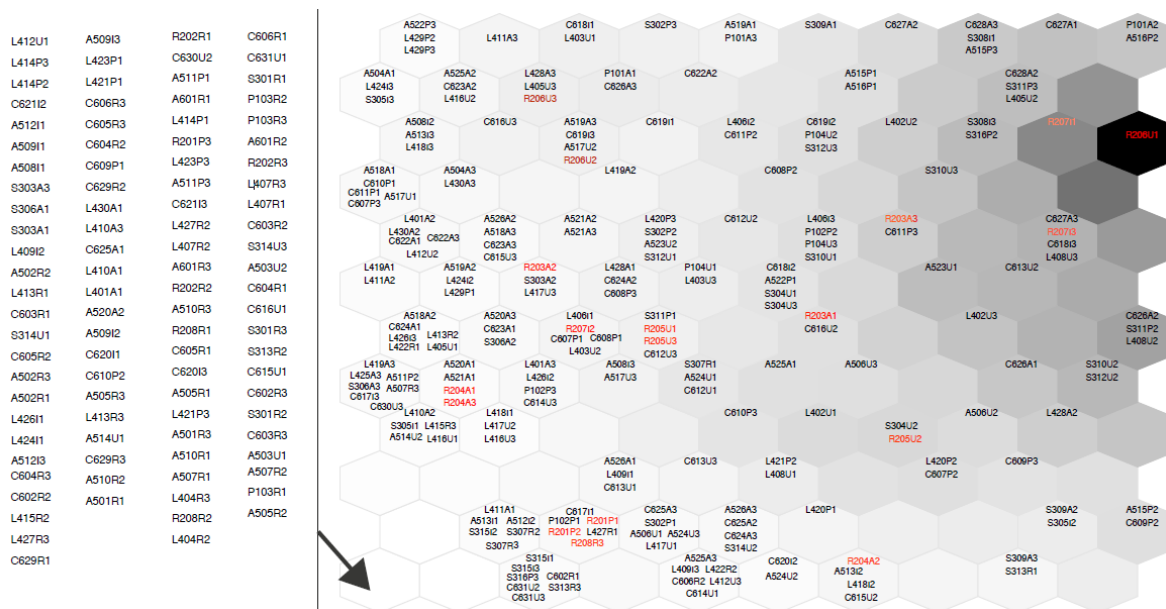 L412U1
L414P3
L414P2
C621I2
A512I1
A509I1
A508I1
S303A3
S306A1
S303A1
L409I2
A502R2
L413R1
C603R1
S314U1
C605R2
A502R3
A502R1
L426I1
L424I1
A512I3
C604R3
C602R2
L415R2
L427R3
C629R1
A509I3
L423P1
L421P1
C606R3
C605R3
C604R2
C609P1
C629R2
L430A1
L410A3
C625A1
L410A1
L401A1
A520A2
A509I2
C620I1
C610P2
A505R3
L413R3
A514U1
C629R3
A510R2
A501R1
R202R1
C630U2
A511P1
A601R1
L414P1
R201P3
L423P3
A511P3
C621I3
L427R2
L407R2
A601R3
R202R2
A510R3
R208R1
C605R1
C620I3
A505R1
L421P3
A501R3
A510R1
A507R1
L404R3
R208R2
L404R2
C606R1
C631U1
S301R1
P103R2
P103R3
A601R2
R202R3
L407R3
L407R1
C603R2
S314U3
A503U2
C604R1
C616U1
S301R3
S313R2
C615U1
C602R3
S301R2
C603R3
A503U1
A507R2
P103R1
A505R2
A522P3
L429P2
L429P3
L411A3
C618I1
L403U1
S302P3
A519A1
P101A3
S309A1
C627A2
C628A3
S308I1
A515P3
C627A1
P101A2
A516P2
A504A1
L424I3
S305I3
A525A2
C623A2
L416U2
L428A3
L405U3
R206U3
P101A1
C626A3
C622A2
A515P1
A516P1
C628A2
S311P3
L405U2
A508I2
A513I3
L418I3
C616U3
A519A3
C619I3
A517U2
R206U2
C619I1
L406I2
C611P2
C619I2
P104U2
S312U3
L402U2
S308I3
S316P2
R207I1
R206U1
A518A1
C610P1
C611P1 A517U1
C607P3
A504A3
L430A3
L419A2
C608P2
S310U3
L401A2
L430A2
C622A1 C622A3
L412U2
A526A2
A518A3
C623A3
C615U3
A521A2
A521A3
L420P3
S302P2
A523U2
S312U1
C612U2
L406I3
P102P2
P104U3
S310U1
R203A3
C611P3
C627A3
R207I3
C618I3
L408U3
L419A1
L411A2
A519A2
L424I2
L429P1
R203A2
S303A2
L417U3
L428A1
C624A2
C608P3
P104U1
L403U3
C618I2
A522P1
S304U1
S304U3
A523U1
C613U2
A518A2
C624A1
L426I3 L413R2
L422R1 L405U1
A520A3
C623A1
S306A2
L406I1
R207I2
C607P1 C608P1
L403U2
S311P1
R205U1
R205U3
C612U3
R203A1
C616U2
L402U3
C626A2
S311P2
L408U2
L419A3
L425A3 A511P2
S306A3 A507R3
C617I3
C630U3
A520A1
A521A1
R204A1
R204A3
L401A3
L426I2
P102P3
C614U3
A508I3
A517U3
S307R1
A524U1
C612U1
A525A1
A506U3
C626A1
S310U2
S312U2
L410A2
S305I1 L415R3
A514U2 L416U1
L418I1
L417U2
L416U3
C610P3
L402U1
S304U2
R205U2
A506U2
L428A2
A526A1
L409I1
C613U1
C613U3
L421P2
L408U1
L420P2
C607P2
C609P3
L411A1
A513I1 A512I2
S315I2 S307R2
S307R3
C617I1
P102P1 R201P1
R201P2 L427R1
R208R3
C625A3
S302P1
A506U1 A524U3
L417U1
A526A3
C625A2
C624A3
S314U2
L420P1
S309A2
S305I2
A515P2
C609P2
S315I1
S315I3
S316P3 C602R1
C631U2 S313R3
C631U3
A525A3
L409I3 L422R2
C606R2 L412U3
C614U1
C620I2
A524U2
R204A2
A513I2
L418I2
C615U2
S309A3
S313R1